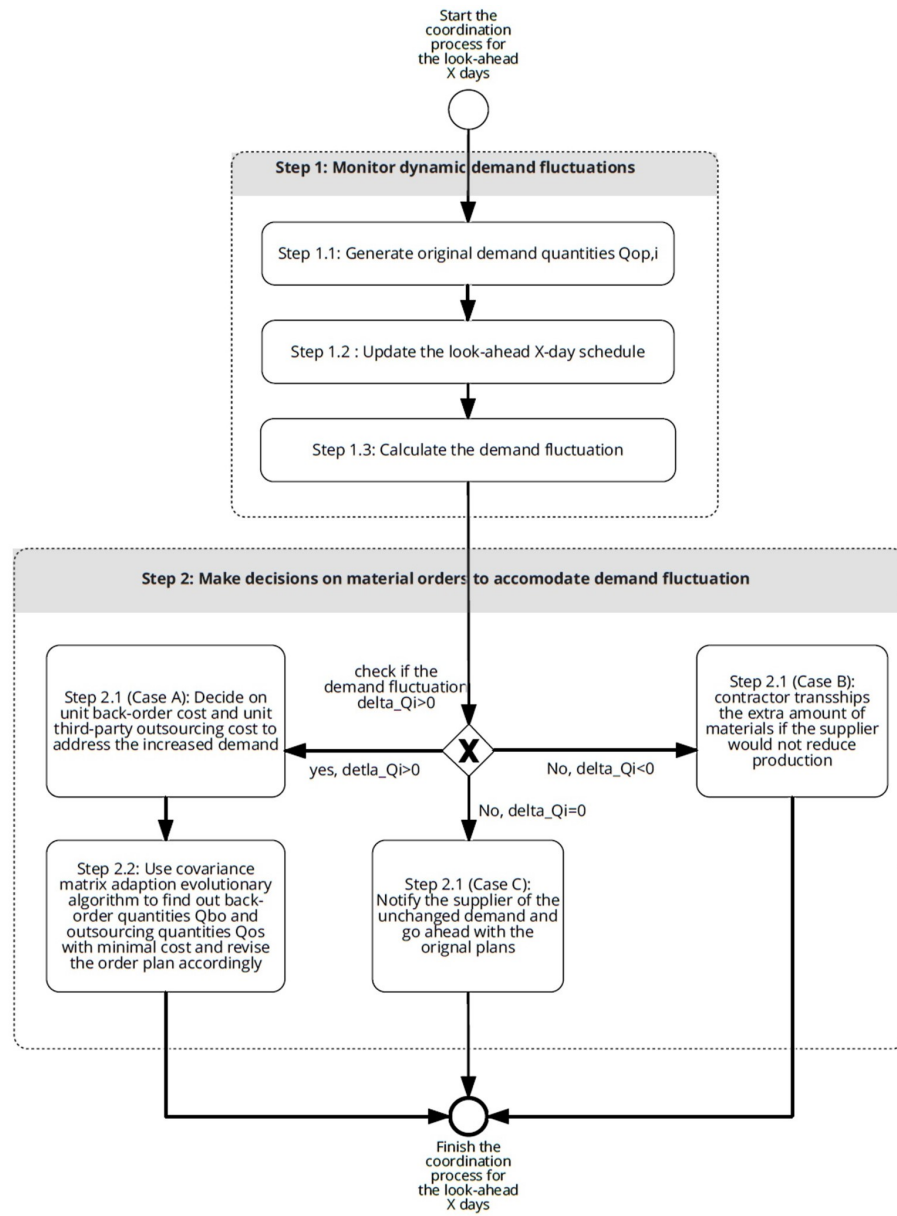 Start the
coordination
process for
the look-ahead
X days
Step 1: Monitor dynamic demand fluctuations
Step 1.1: Generate original demand quantities Qop,i
Step 1.2 : Update the look-ahead X-day schedule
Step 1.3: Calculate the demand fluctuation
Step 2: Make decisions on material orders to accomodate demand fluctuation
check if the
demand fluctuation
delta_Qi>0
X
Step 2.1 (Case A): Decide on
unit back-order cost and unit
third-party outsourcing cost to
address the increased demand
yes, detla_Qi>0
No, delta_Qi<0
Step 2.1 (Case B):
contractor transships
the extra amount of
materials if the supplier
would not reduce
production
No, delta_Qi=0
Step 2.2: Use covariance
matrix adaption evolutionary
algorithm to find out back-
order quantities Qbo and
outsourcing quantities Qos
with minimal cost and revise
the order plan accordingly
Step 2.1 (Case C):
Notify the supplier of the
unchanged demand and
go ahead with the
orignal plans
Finish the
coordination
process for
the look-ahead
X days